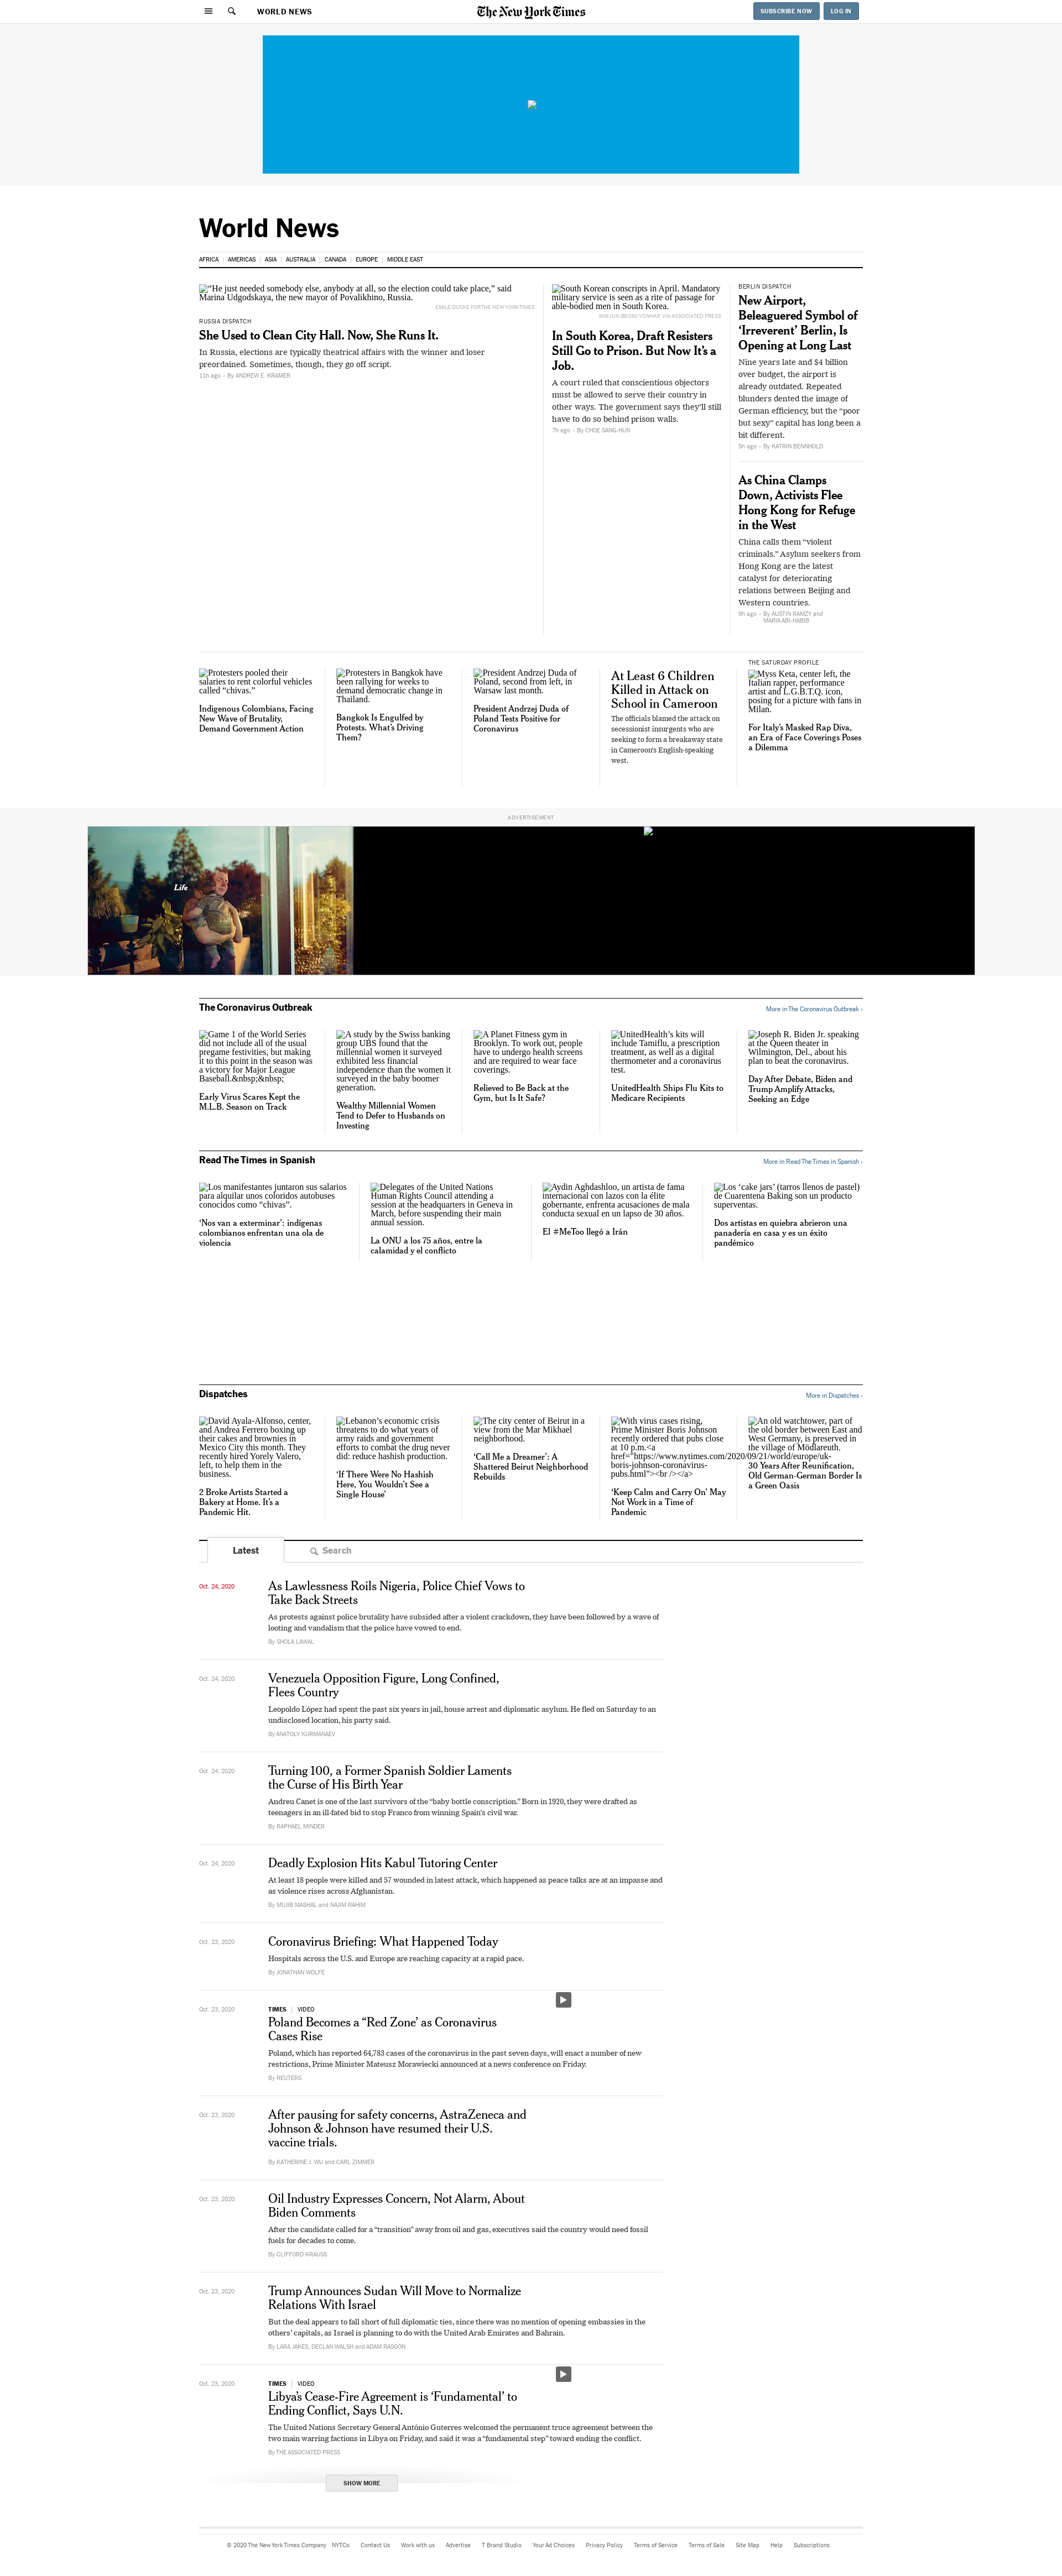 WORLD NEWS
The New York Times
SUBSCRIBE NOW
LOG IN
World News
AFRICA
AMERICAS
ASIA
AUSTRALIA
CANADA
EUROPE
MIDDLE EAST
“He just needed somebody else, anybody at all, so the election could take place,” said
Marina Udgodskaya, the new mayor of Povalikhino, Russia.
EMILE DUCKE FOR THE NEW YORK TIMES
RUSSIA DISPATCH
She Used to Clean City Hall. Now, She Runs It.
In Russia, elections are typically theatrical affairs with the winner and loser
preordained. Sometimes, though, they go off script.
11h ago – By ANDREW E. KRAMER
South Korean conscripts in April. Mandatory
military service is seen as a rite of passage for
able-bodied men in South Korea.
KIM JUN-BEOM/YONHAP, VIA ASSOCIATED PRESS
In South Korea, Draft Resisters
Still Go to Prison. But Now It’s a
Job.
A court ruled that conscientious objectors
must be allowed to serve their country in
other ways. The government says they’ll still
have to do so behind prison walls.
7h ago – By CHOE SANG-HUN
BERLIN DISPATCH
New Airport,
Beleaguered Symbol of
‘Irreverent’ Berlin, Is
Opening at Long Last
Nine years late and $4 billion
over budget, the airport is
already outdated. Repeated
blunders dented the image of
German efficiency, but the “poor
but sexy” capital has long been a
bit different.
5h ago – By KATRIN BENNHOLD
As China Clamps
Down, Activists Flee
Hong Kong for Refuge
in the West
China calls them “violent
criminals.” Asylum seekers from
Hong Kong are the latest
catalyst for deteriorating
relations between Beijing and
Western countries.
9h ago – By AUSTIN RAMZY and
MARIA ABI-HABIB
Protesters pooled their
salaries to rent colorful vehicles
called “chivas.”
Indigenous Colombians, Facing
New Wave of Brutality,
Demand Government Action
Protesters in Bangkok have
been rallying for weeks to
demand democratic change in
Thailand.
Bangkok Is Engulfed by
Protests. What’s Driving
Them?
President Andrzej Duda of
Poland, second from left, in
Warsaw last month.
President Andrzej Duda of
Poland Tests Positive for
Coronavirus
At Least 6 Children
Killed in Attack on
School in Cameroon
The officials blamed the attack on
secessionist insurgents who are
seeking to form a breakaway state
in Cameroon’s English-speaking
west.
THE SATURDAY PROFILE
Myss Keta, center left, the
Italian rapper, performance
artist and L.G.B.T.Q. icon,
posing for a picture with fans in
Milan.
For Italy’s Masked Rap Diva,
an Era of Face Coverings Poses
a Dilemma
ADVERTISEMENT
Life
The Coronavirus Outbreak
More in The Coronavirus Outbreak ›
Game 1 of the World Series
did not include all of the usual
pregame festivities, but making
it to this point in the season was
a victory for Major League
Baseball.&nbsp;&nbsp;
Early Virus Scares Kept the
M.L.B. Season on Track
A study by the Swiss banking
group UBS found that the
millennial women it surveyed
exhibited less financial
independence than the women it
surveyed in the baby boomer
generation.
Wealthy Millennial Women
Tend to Defer to Husbands on
Investing
A Planet Fitness gym in
Brooklyn. To work out, people
have to undergo health screens
and are required to wear face
coverings.
Relieved to Be Back at the
Gym, but Is It Safe?
UnitedHealth’s kits will
include Tamiflu, a prescription
treatment, as well as a digital
thermometer and a coronavirus
test.
UnitedHealth Ships Flu Kits to
Medicare Recipients
Joseph R. Biden Jr. speaking
at the Queen theater in
Wilmington, Del., about his
plan to beat the coronavirus.
Day After Debate, Biden and
Trump Amplify Attacks,
Seeking an Edge
Read The Times in Spanish
More in Read The Times in Spanish ›
Los manifestantes juntaron sus salarios
para alquilar unos coloridos autobuses
conocidos como “chivas”.
‘Nos van a exterminar’: indígenas
colombianos enfrentan una ola de
violencia
Delegates of the United Nations
Human Rights Council attending a
session at the headquarters in Geneva in
March, before suspending their main
annual session.
La ONU a los 75 años, entre la
calamidad y el conflicto
Aydin Aghdashloo, un artista de fama
internacional con lazos con la élite
gobernante, enfrenta acusaciones de mala
conducta sexual en un lapso de 30 años.
El #MeToo llegó a Irán
Los ‘cake jars’ (tarros llenos de pastel)
de Cuarentena Baking son un producto
superventas.
Dos artistas en quiebra abrieron una
panadería en casa y es un éxito
pandémico
Dispatches
More in Dispatches ›
David Ayala-Alfonso, center,
and Andrea Ferrero boxing up
their cakes and brownies in
Mexico City this month. They
recently hired Yorely Valero,
left, to help them in the
business.
2 Broke Artists Started a
Bakery at Home. It’s a
Pandemic Hit.
Lebanon’s economic crisis
threatens to do what years of
army raids and government
efforts to combat the drug never
did: reduce hashish production.
‘If There Were No Hashish
Here, You Wouldn’t See a
Single House’
The city center of Beirut in a
view from the Mar Mikhael
neighborhood.
‘Call Me a Dreamer’: A
Shattered Beirut Neighborhood
Rebuilds
With virus cases rising,
Prime Minister Boris Johnson
recently ordered that pubs close
at 10 p.m.<a
href="https://www.nytimes.com/2020/09/21/world/europe/uk-
boris-johnson-coronavirus-
pubs.html"><br /></a>
‘Keep Calm and Carry On’ May
Not Work in a Time of
Pandemic
An old watchtower, part of
the old border between East and
West Germany, is preserved in
the village of Mödlareuth.
30 Years After Reunification,
Old German-German Border Is
a Green Oasis
Latest
Search
Oct. 24, 2020
As Lawlessness Roils Nigeria, Police Chief Vows to
Take Back Streets
As protests against police brutality have subsided after a violent crackdown, they have been followed by a wave of
looting and vandalism that the police have vowed to end.
By SHOLA LAWAL
Oct. 24, 2020
Venezuela Opposition Figure, Long Confined,
Flees Country
Leopoldo López had spent the past six years in jail, house arrest and diplomatic asylum. He fled on Saturday to an
undisclosed location, his party said.
By ANATOLY KURMANAEV
Oct. 24, 2020
Turning 100, a Former Spanish Soldier Laments
the Curse of His Birth Year
Andreu Canet is one of the last survivors of the “baby bottle conscription.” Born in 1920, they were drafted as
teenagers in an ill-fated bid to stop Franco from winning Spain’s civil war.
By RAPHAEL MINDER
Oct. 24, 2020
Deadly Explosion Hits Kabul Tutoring Center
At least 18 people were killed and 57 wounded in latest attack, which happened as peace talks are at an impasse and
as violence rises across Afghanistan.
By MUJIB MASHAL and NAJIM RAHIM
Oct. 23, 2020
Coronavirus Briefing: What Happened Today
Hospitals across the U.S. and Europe are reaching capacity at a rapid pace.
By JONATHAN WOLFE
Oct. 23, 2020
TIMES | VIDEO
Poland Becomes a “Red Zone’ as Coronavirus
Cases Rise
Poland, which has reported 64,783 cases of the coronavirus in the past seven days, will enact a number of new
restrictions, Prime Minister Mateusz Morawiecki announced at a news conference on Friday.
By REUTERS
Oct. 23, 2020
After pausing for safety concerns, AstraZeneca and
Johnson & Johnson have resumed their U.S.
vaccine trials.
By KATHERINE J. WU and CARL ZIMMER
Oct. 23, 2020
Oil Industry Expresses Concern, Not Alarm, About
Biden Comments
After the candidate called for a “transition” away from oil and gas, executives said the country would need fossil
fuels for decades to come.
By CLIFFORD KRAUSS
Oct. 23, 2020
Trump Announces Sudan Will Move to Normalize
Relations With Israel
But the deal appears to fall short of full diplomatic ties, since there was no mention of opening embassies in the
others’ capitals, as Israel is planning to do with the United Arab Emirates and Bahrain.
By LARA JAKES, DECLAN WALSH and ADAM RASGON
Oct. 23, 2020
TIMES | VIDEO
Libya’s Cease-Fire Agreement is ‘Fundamental’ to
Ending Conflict, Says U.N.
The United Nations Secretary General António Guterres welcomed the permanent truce agreement between the
two main warring factions in Libya on Friday, and said it was a “fundamental step” toward ending the conflict.
By THE ASSOCIATED PRESS
SHOW MORE
© 2020 The New York Times Company
NYTCo
Contact Us
Work with us
Advertise
T Brand Studio
Your Ad Choices
Privacy Policy
Terms of Service
Terms of Sale
Site Map
Help
Subscriptions